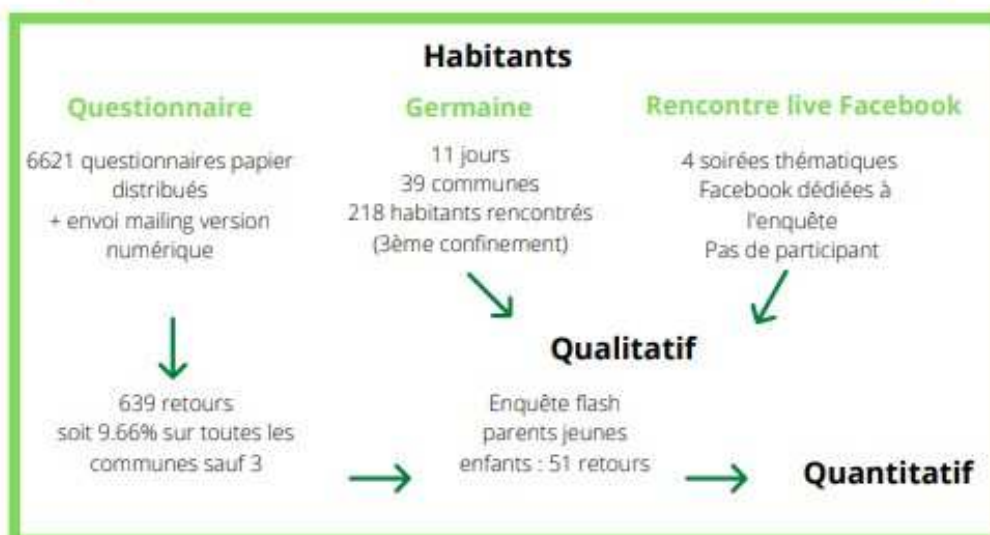 Habitants
Questionnaire
6621 questionnaires papier
distribués
+ envoi mailing version
numérique
639 retours
soit 9.66% sur toutes les
communes sauf 3
Germaine
11 jours
39 communes
218 habitants rencontrés
(3ème confinement)
Rencontre live Facebook
4 soirées thématiques
Facebook dédiées à
l'enquête
Pas de participant
Qualitatif
Enquête flash
parents jeunes
enfants : 51 retours
Quantitatif